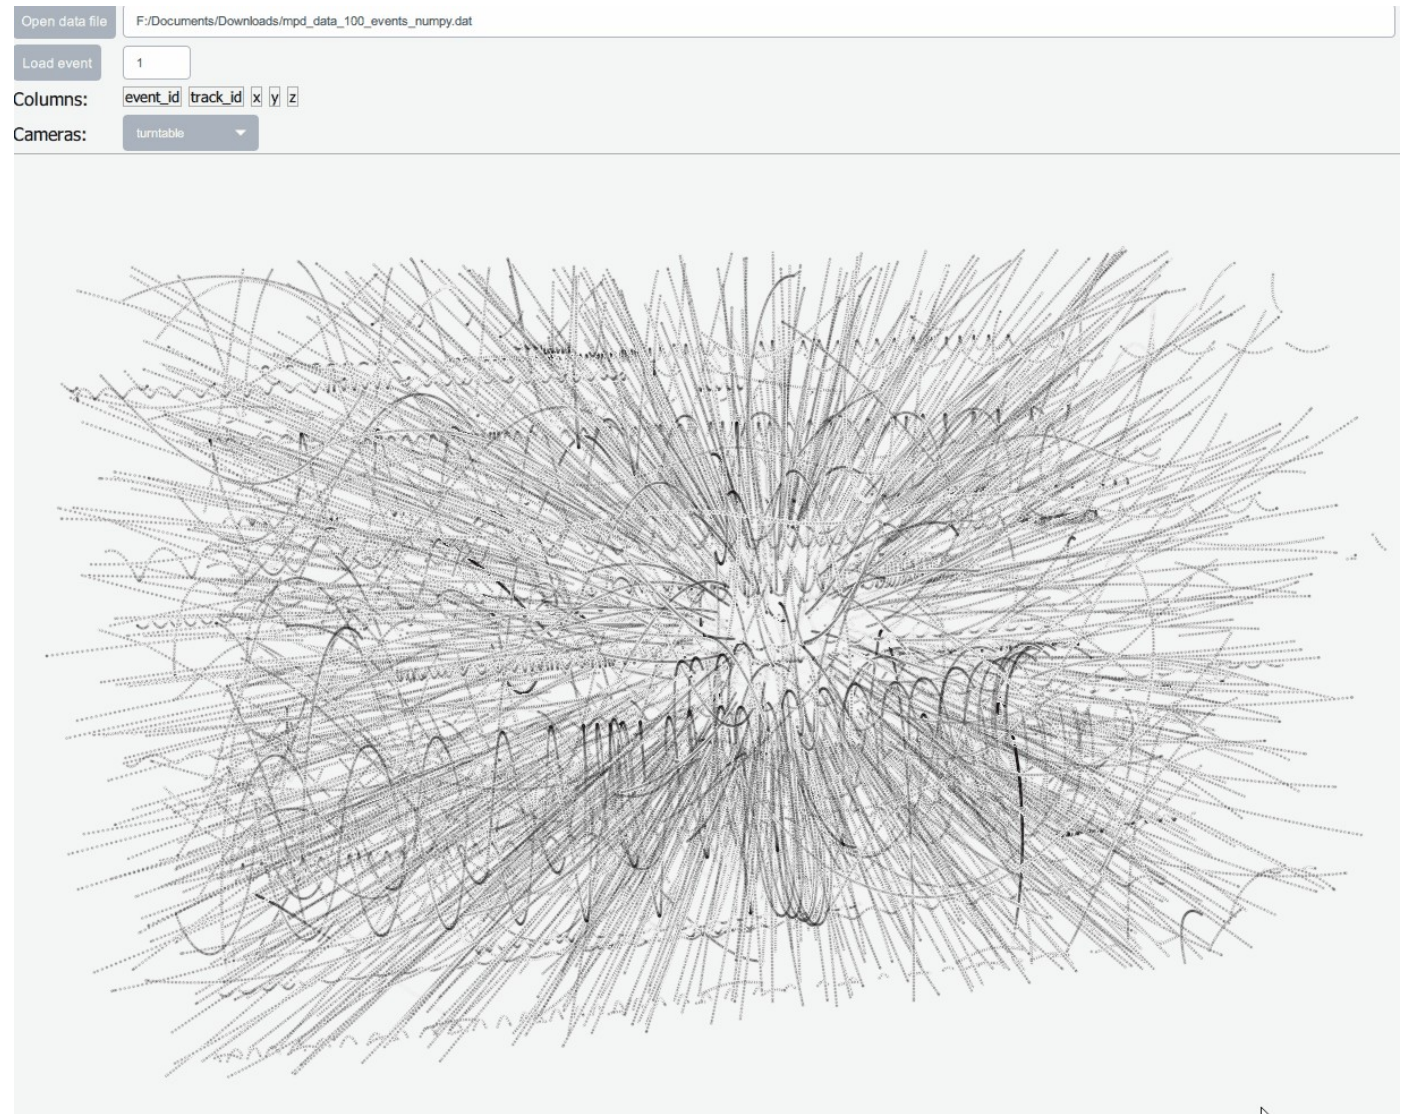 Open data file F:/Documents/Downloads/mpd_data_100_events_numpy.dat
Load event 1
Columns: event_id track_id x y z
Cameras: turntable